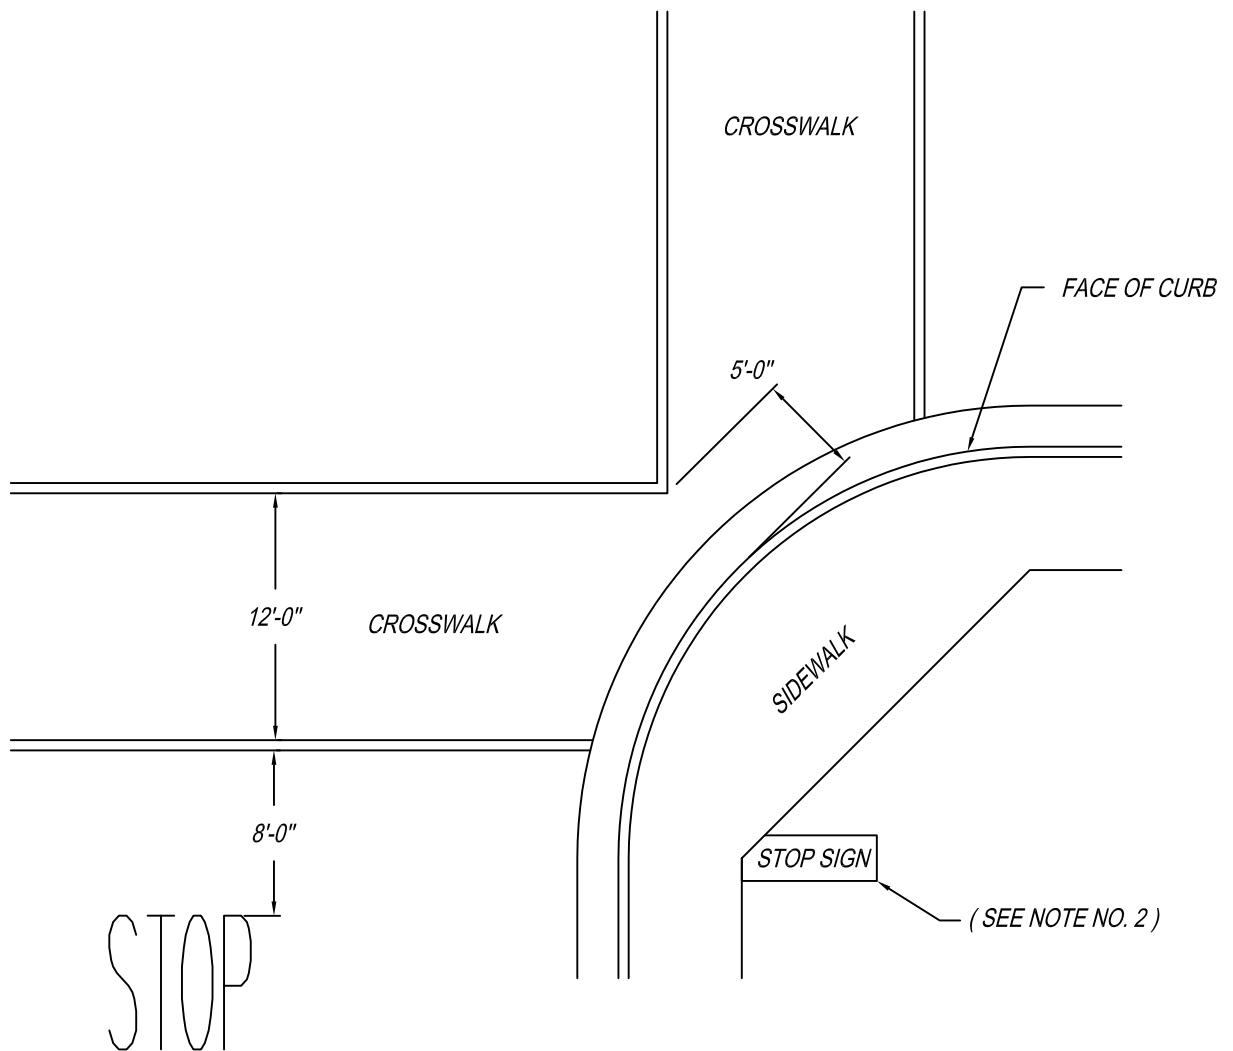 CROSSWALK
FACE OF CURB
5'-0"
12'-0"
CROSSWALK
SIDEWALK
8'-0"
STOP SIGN
( SEE NOTE NO. 2 )
STOP